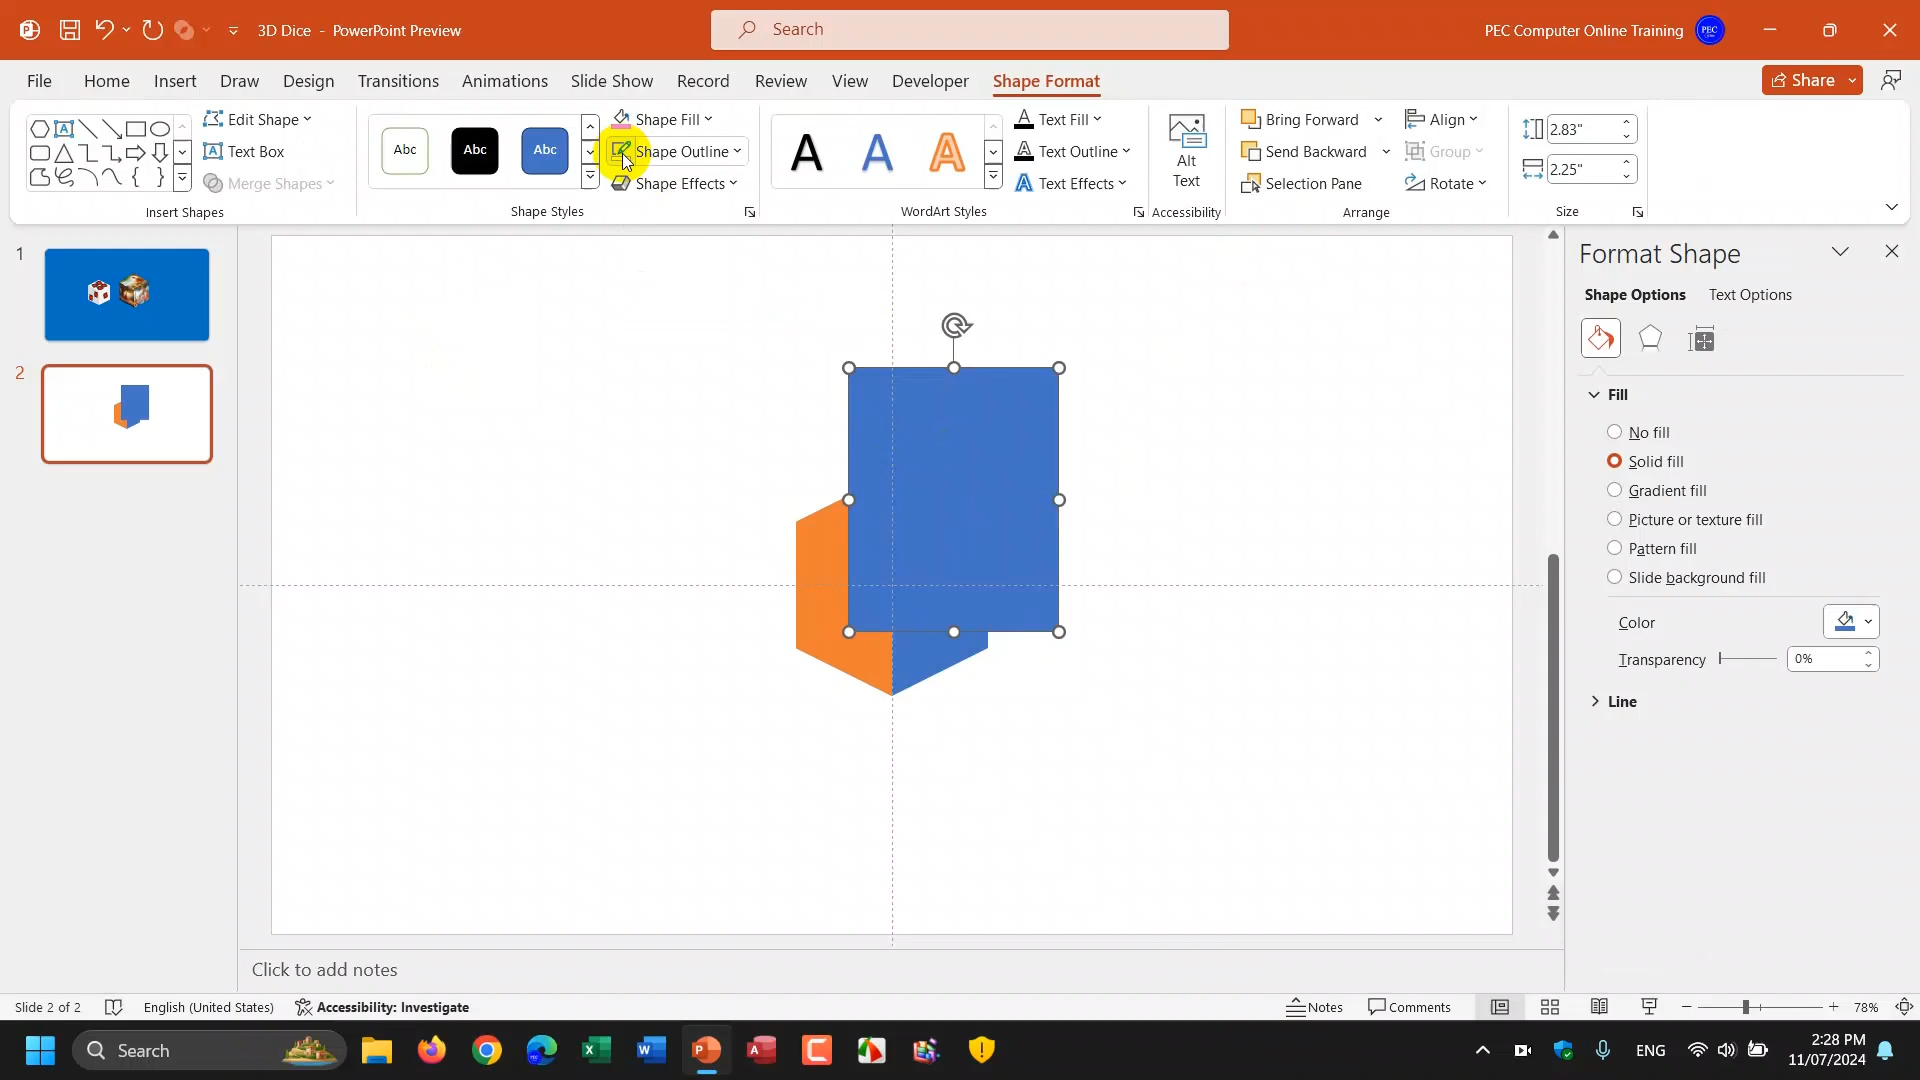 3D Dice - PowerPoint Preview
Search
PEC Computer Online Training
PEC
File
Home
Insert
Draw
Design
Transitions
Animations
Slide Show
Record
Review
View
Developer
Shape Format
Share
Edit Shape
Text Box
Merge Shapes
Insert Shapes
Abc
Abc
Abc
Shape Fill
Shape Outline
Shape Effects
Shape Styles
A
A
A
Text Fill
Text Outline
Text Effects
WordArt Styles
Alt
Text
Accessibility
Bring Forward
Send Backward
Selection Pane
Align
Group
Rotate
Arrange
2.83"
2.25"
Size
1
2
Format Shape
Shape Options
Text Options
Fill
No fill
Solid fill
Gradient fill
Picture or texture fill
Pattern fill
Slide background fill
Color
Transparency
0%
Line
Click to add notes
Slide 2 of 2
English (United States)
Accessibility: Investigate
Notes
Comments
78%
Search
ENG
2:28 PM
11/07/2024